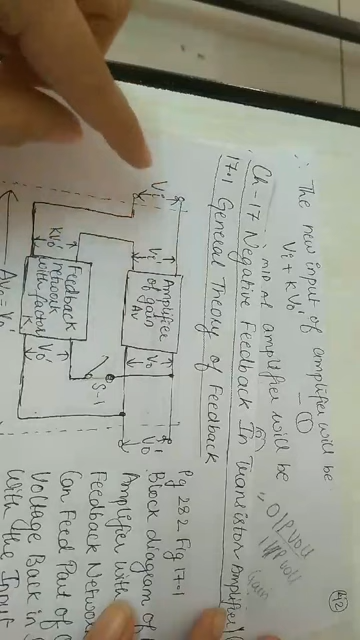 42
∴ The new input of amplifier will be
Vi + KVo' — ①
amplifier will be
O/P Volt
I/P Volt
Gain
Ch-17 Negative Feedback In Transistor Amplifier
17.1 General Theory of Feedback
Pg 282 Fig 17.1
Block diagram of
Amplifier with
Feedback Network
Can Feed Part of
Voltage Back in
with the Input
Vi
Vi
Amplifier
of gain
Av
Vo
Vo'
S-1
Feedback
network
with factor
K
KVo'
Vo'
AVo = Vo